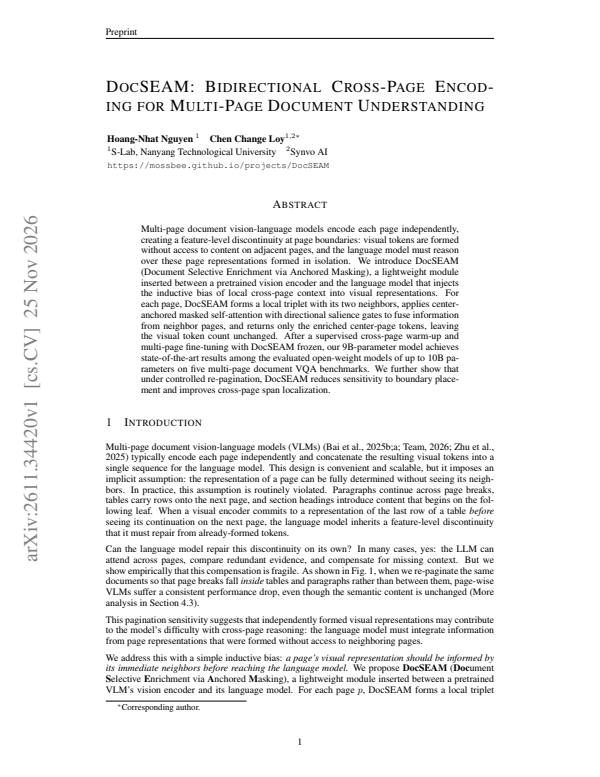 Preprint
DOCSEAM: BIDIRECTIONAL CROSS-PAGE ENCOD-
ING FOR MULTI-PAGE DOCUMENT UNDERSTANDING
Hoang-Nhat Nguyen 1 Chen Change Loy1,2*
1S-Lab, Nanyang Technological University 2Synvo AI
https://mossbee.github.io/projects/DocSEAM
ABSTRACT
Multi-page document vision-language models encode each page independently,
creating a feature-level discontinuity at page boundaries: visual tokens are formed
without access to content on adjacent pages, and the language model must reason
over these page representations formed in isolation. We introduce DocSEAM
(Document Selective Enrichment via Anchored Masking), a lightweight module
inserted between a pretrained vision encoder and the language model that injects
the inductive bias of local cross-page context into visual representations. For
each page, DocSEAM forms a local triplet with its two neighbors, applies center-
anchored masked self-attention with directional salience gates to fuse information
from neighbor pages, and returns only the enriched center-page tokens, leaving
the visual token count unchanged. After a supervised cross-page warm-up and
multi-page fine-tuning with DocSEAM frozen, our 9B-parameter model achieves
state-of-the-art results among the evaluated open-weight models of up to 10B pa-
rameters on five multi-page document VQA benchmarks. We further show that
under controlled re-pagination, DocSEAM reduces sensitivity to boundary place-
ment and improves cross-page span localization.
1 INTRODUCTION
Multi-page document vision-language models (VLMs) (Bai et al., 2025b;a; Team, 2026; Zhu et al.,
2025) typically encode each page independently and concatenate the resulting visual tokens into a
single sequence for the language model. This design is convenient and scalable, but it imposes an
implicit assumption: the representation of a page can be fully determined without seeing its neigh-
bors. In practice, this assumption is routinely violated. Paragraphs continue across page breaks,
tables carry rows onto the next page, and section headings introduce content that begins on the fol-
lowing leaf. When a visual encoder commits to a representation of the last row of a table before
seeing its continuation on the next page, the language model inherits a feature-level discontinuity
that it must repair from already-formed tokens.
Can the language model repair this discontinuity on its own? In many cases, yes: the LLM can
attend across pages, compare redundant evidence, and compensate for missing context. But we
show empirically that this compensation is fragile. As shown in Fig. 1, when we re-paginate the same
documents so that page breaks fall inside tables and paragraphs rather than between them, page-wise
VLMs suffer a consistent performance drop, even though the semantic content is unchanged (More
analysis in Section 4.3).
This pagination sensitivity suggests that independently formed visual representations may contribute
to the model's difficulty with cross-page reasoning: the language model must integrate information
from page representations that were formed without access to neighboring pages.
We address this with a simple inductive bias: a page's visual representation should be informed by
its immediate neighbors before reaching the language model. We propose DocSEAM (Document
Selective Enrichment via Anchored Masking), a lightweight module inserted between a pretrained
VLM's vision encoder and its language model. For each page p, DocSEAM forms a local triplet
*Corresponding author.
1
arXiv:2611.34420v1 [cs.CV] 25 Nov 2026